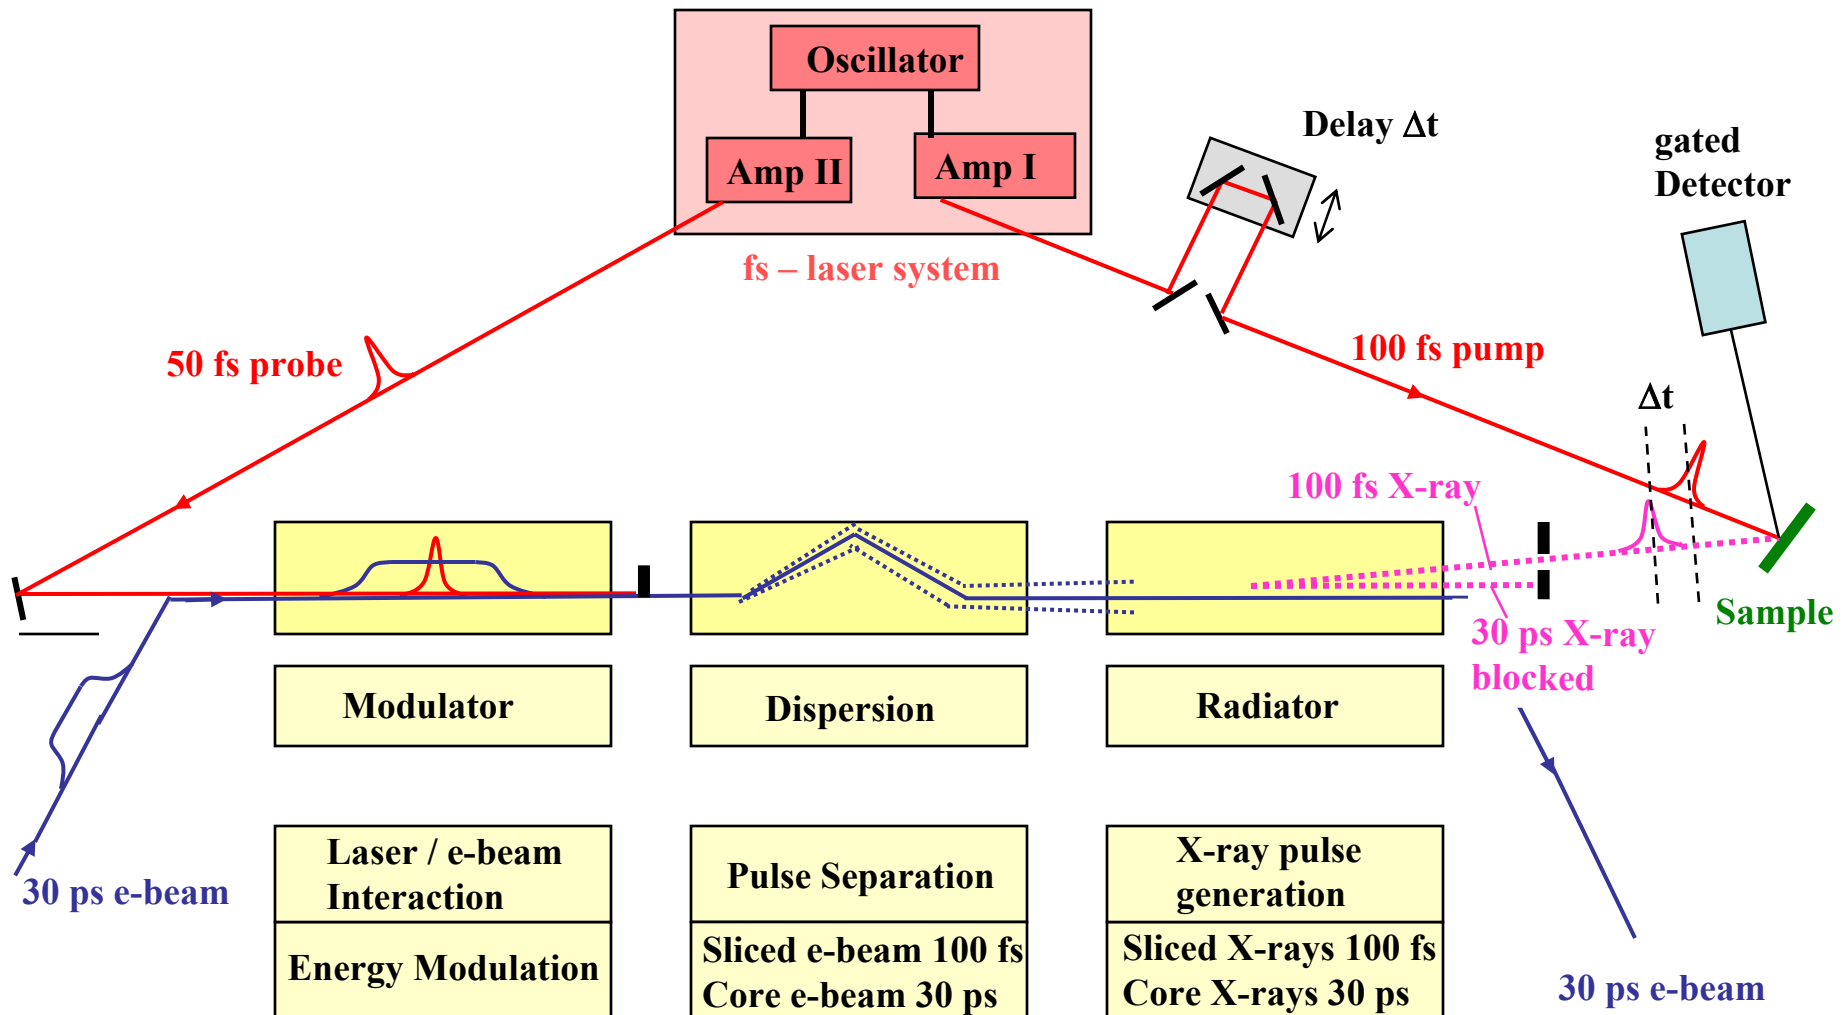 Oscillator
Amp II
Amp I
fs – laser system
Delay Δt
gated
Detector
50 fs probe
100 fs pump
Δt
100 fs X-ray
Sample
30 ps X-ray
blocked
Modulator
Dispersion
Radiator
30 ps e-beam
Laser / e-beam
Interaction
Energy Modulation
Pulse Separation
Sliced e-beam 100 fs
Core e-beam 30 ps
X-ray pulse
generation
Sliced X-rays 100 fs
Core X-rays 30 ps
30 ps e-beam